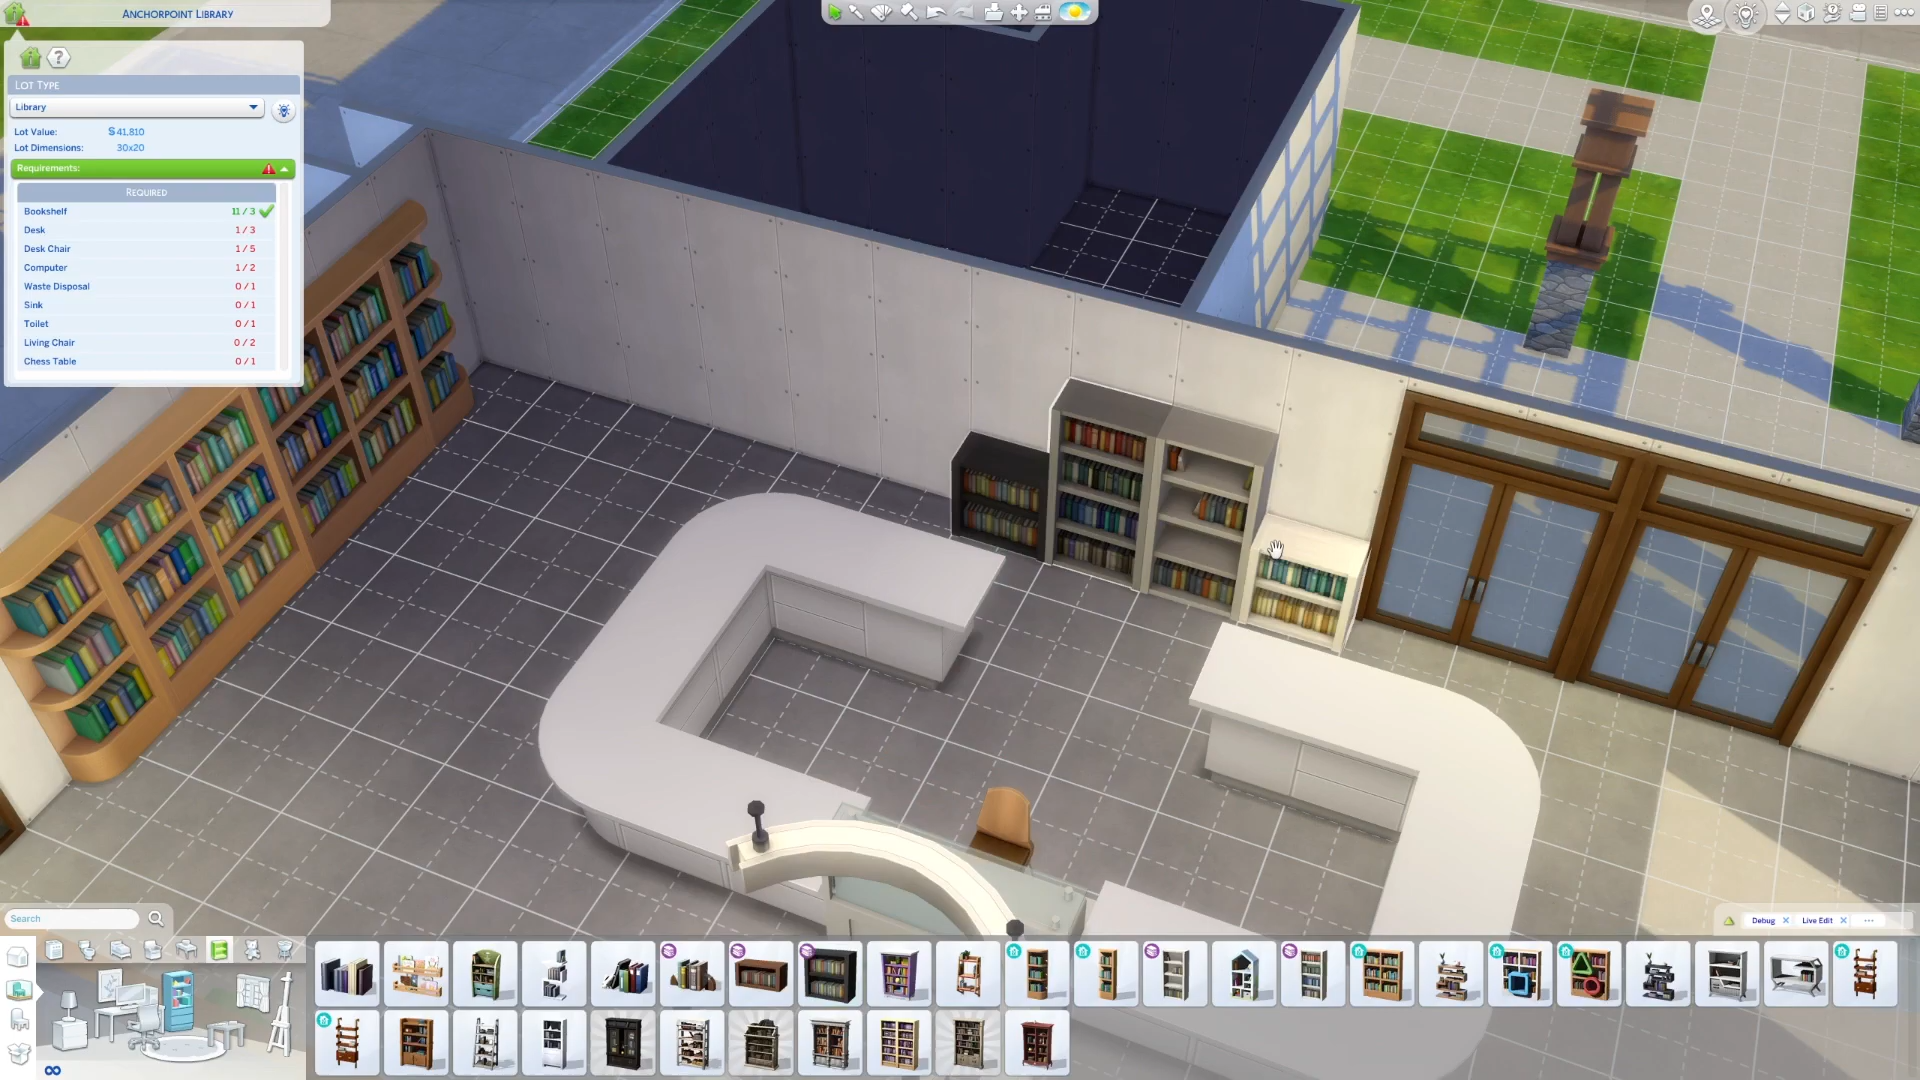 ANCHORPOINT LIBRARY
?
LOT TYPE
Library
Lot Value: §41,810
Lot Dimensions: 30x20
Requirements:
REQUIRED
Bookshelf 11 / 3
Desk 1 / 3
Desk Chair 1 / 5
Computer 1 / 2
Waste Disposal 0 / 1
Sink 0 / 1
Toilet 0 / 1
Living Chair 0 / 2
Chess Table 0 / 1
Search
Debug × Live Edit × ...